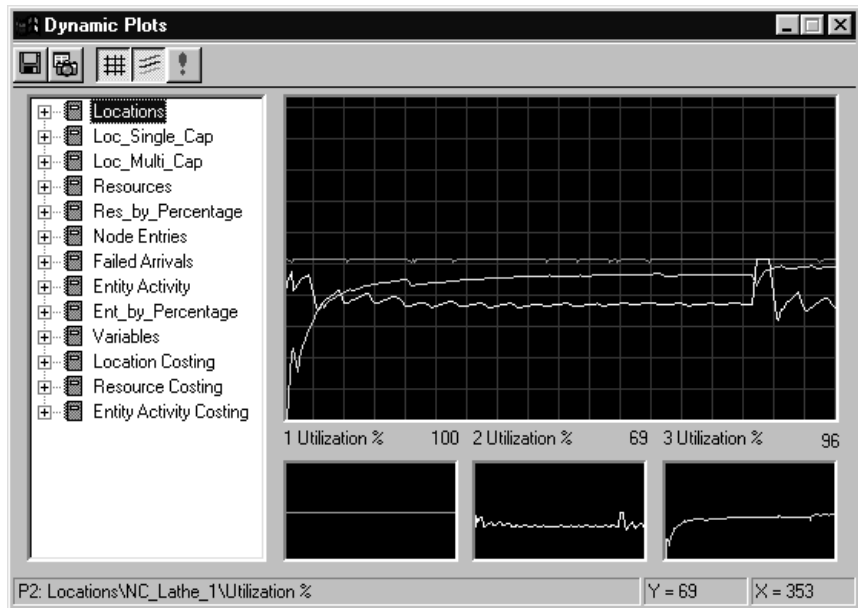 Dynamic Plots
Locations
Loc_Single_Cap
Loc_Multi_Cap
Resources
Res_by_Percentage
Node Entries
Failed Arrivals
Entity Activity
Ent_by_Percentage
Variables
Location Costing
Resource Costing
Entity Activity Costing
1 Utilization % 100 2 Utilization % 69 3 Utilization % 96
P2: Locations\NC_Lathe_1\Utilization % Y = 69 X = 353